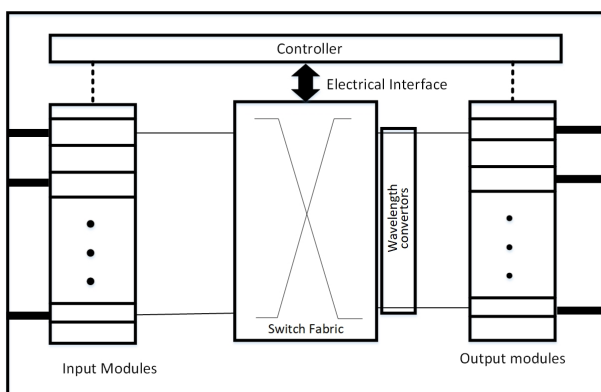 Controller
Electrical Interface
Wavelength
convertors
Switch Fabric
Input Modules
Output modules